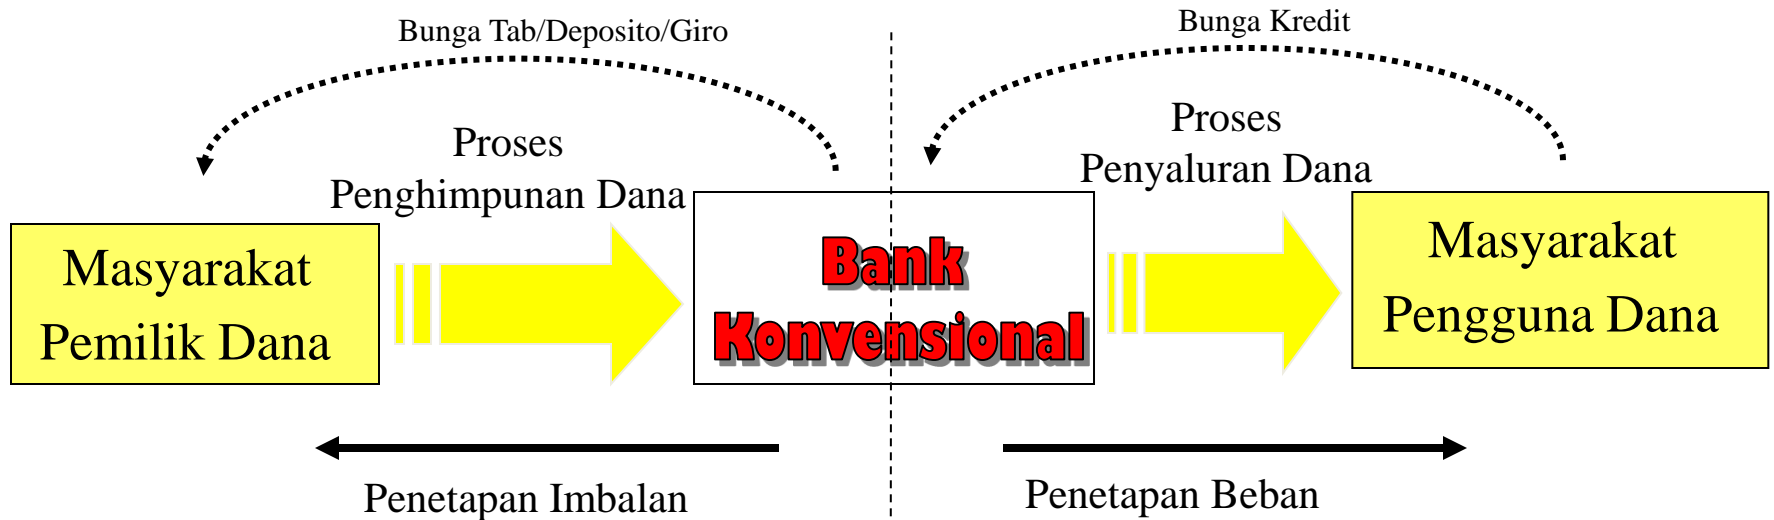 Bunga Tab/Deposito/Giro
Bunga Kredit
Proses
Penghimpunan Dana
Proses
Penyaluran Dana
Masyarakat
Pemilik Dana
Bank
Konvensional
Masyarakat
Pengguna Dana
Penetapan Imbalan
Penetapan Beban